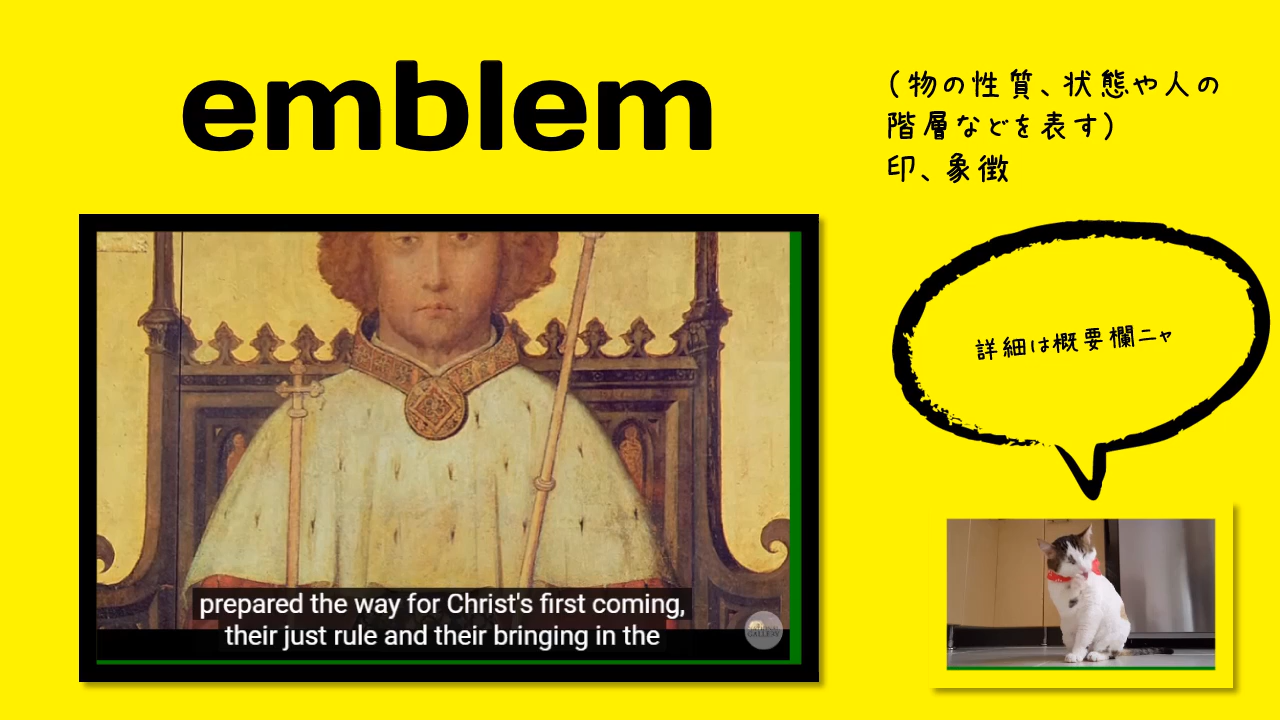 emblem
（物の性質、状態や人の
階層などを表す）
印、象徴
詳細は概要欄ニャ
prepared the way for Christ's first coming,
their just rule and their bringing in the
GALLERY